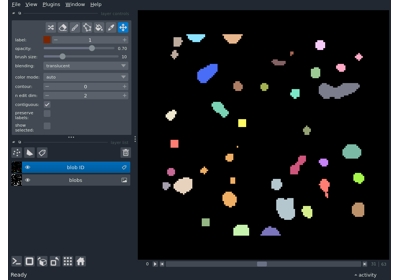 File View Plugins Window Help
label: 1
opacity: 0.70
brush size: 10
blending: translucent
color mode: auto
contour: 0
n edit dim: 2
contiguous:
preserve labels:
show selected:
blob ID
blobs
Ready
activity